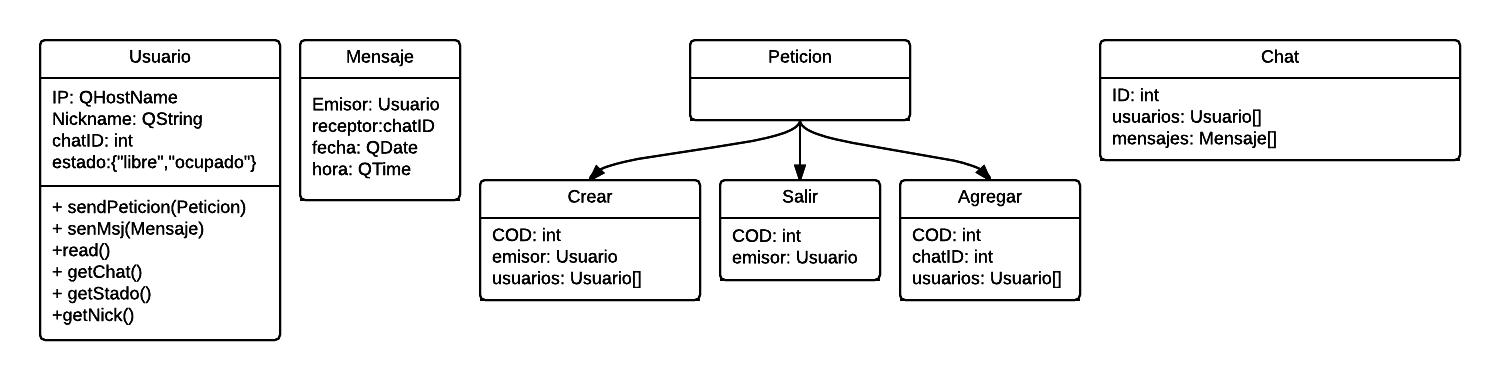 Usuario
IP: QHostName
Nickname: QString
chatID: int
estado:{"libre","ocupado"}
+ sendPeticion(Peticion)
+ senMsj(Mensaje)
+read()
+ getChat()
+ getStado()
+getNick()
Mensaje
Emisor: Usuario
receptor:chatID
fecha: QDate
hora: QTime
Peticion
Crear
COD: int
emisor: Usuario
usuarios: Usuario[]
Salir
COD: int
emisor: Usuario
Agregar
COD: int
chatID: int
usuarios: Usuario[]
Chat
ID: int
usuarios: Usuario[]
mensajes: Mensaje[]